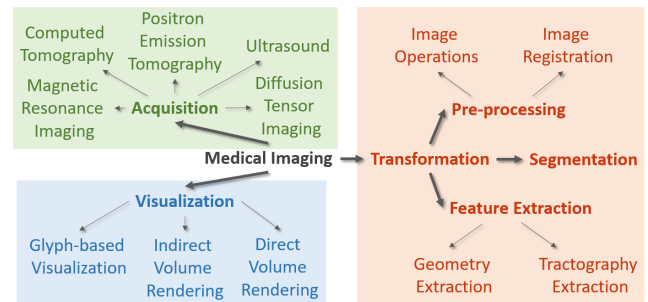 Computed
Tomography
Positron
Emission
Tomography
Ultrasound
Magnetic
Resonance
Imaging
Acquisition
Diffusion
Tensor
Imaging
Medical Imaging
Visualization
Glyph-based
Visualization
Indirect
Volume
Rendering
Direct
Volume
Rendering
Image
Operations
Image
Registration
Pre-processing
Transformation
Segmentation
Feature Extraction
Geometry
Extraction
Tractography
Extraction